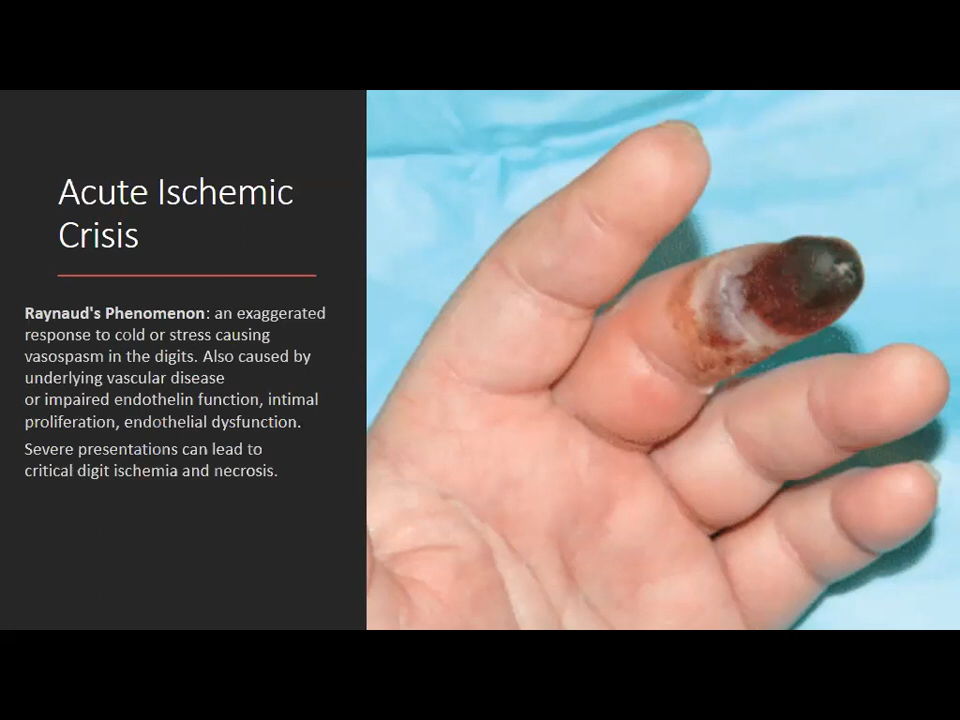 Acute Ischemic
Crisis
Raynaud's Phenomenon: an exaggerated
response to cold or stress causing
vasospasm in the digits. Also caused by
underlying vascular disease
or impaired endothelin function, intimal
proliferation, endothelial dysfunction.
Severe presentations can lead to
critical digit ischemia and necrosis.